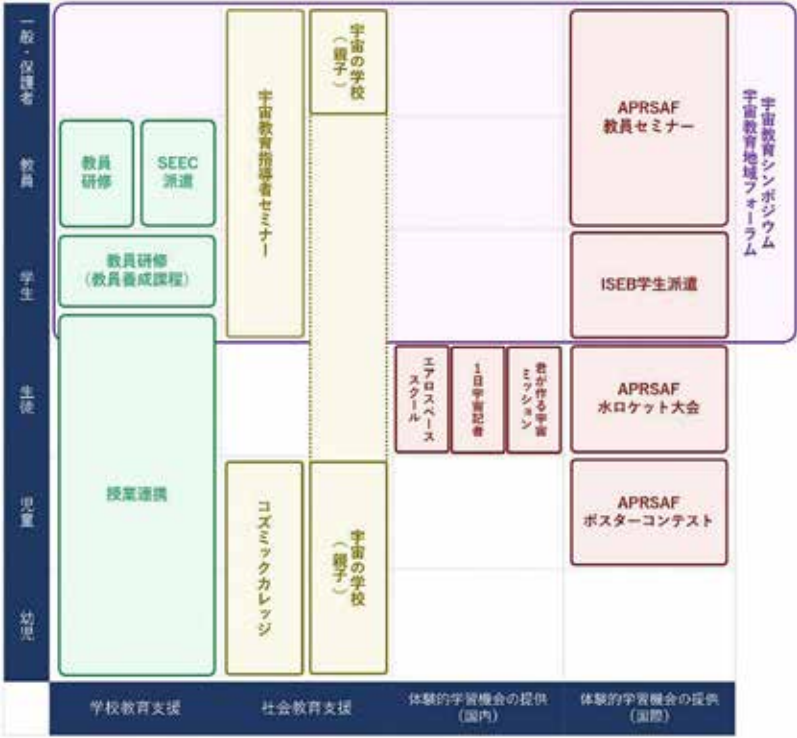 一般・保護者
教員
学生
生徒
児童
幼児
教員
研修
SEEC
派遣
教員研修
(教員養成課程)
授業連携
宇宙教育指導者セミナー
コズミックカレッジ
宇宙の学校
(親子)
宇宙の学校
(親子)
エアロスペース
スクール
1日宇宙記者
君が作る宇宙
ミッション
APRSAF
教員セミナー
ISEB学生派遣
APRSAF
水ロケット大会
APRSAF
ポスターコンテスト
宇宙教育シンポジウム
宇宙教育地域フォーラム
学校教育支援
社会教育支援
体験的学習機会の提供
(国内)
体験的学習機会の提供
(国際)